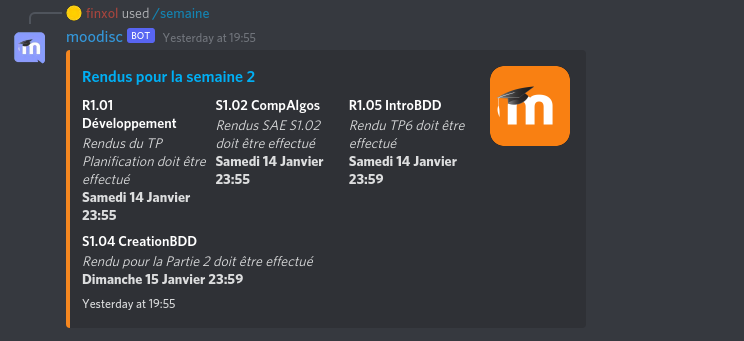 finxol used /semaine
moodisc BOT Yesterday at 19:55
Rendus pour la semaine 2
R1.01
Développement
Rendus du TP
Planification doit être
effectué
Samedi 14 Janvier
23:55
S1.02 CompAlgos
Rendus SAE S1.02
doit être effectué
Samedi 14 Janvier
23:55
R1.05 IntroBDD
Rendu TP6 doit être
effectué
Samedi 14 Janvier
23:59
S1.04 CreationBDD
Rendu pour la Partie 2 doit être effectué
Dimanche 15 Janvier 23:59
Yesterday at 19:55
m
m